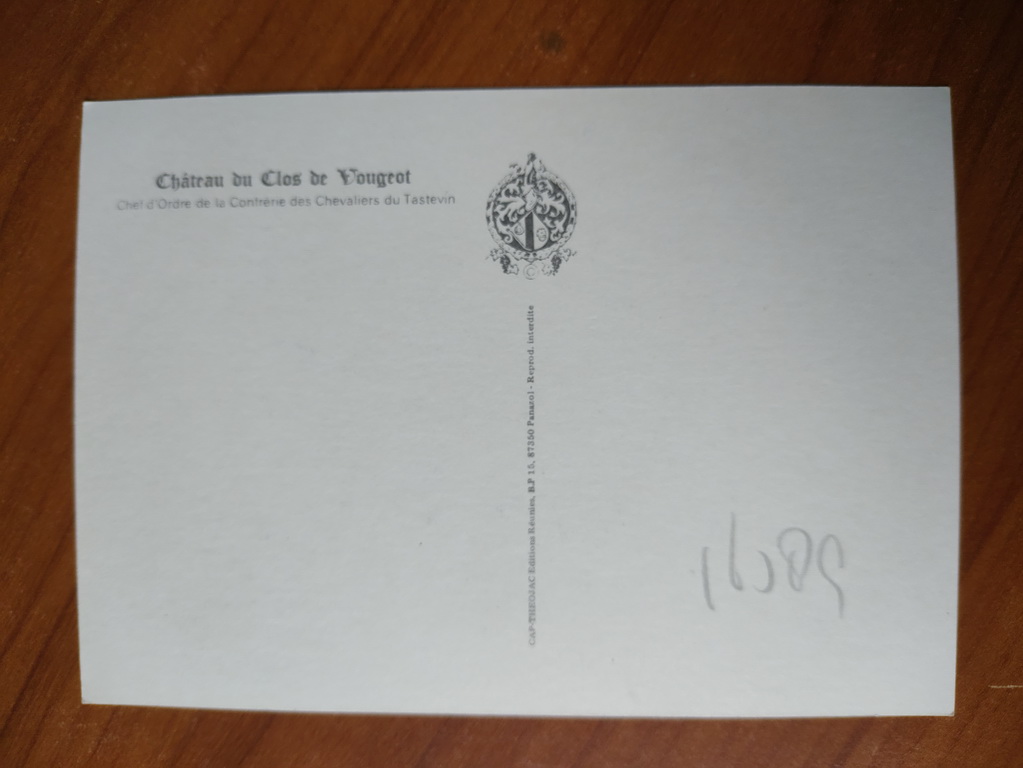 Château du Clos de Vougeot
Chef d'Ordre de la Confrérie des Chevaliers du Tastevin
C
CAP-THEOJAC Editions Réunies, B.P 15, 87350 Panazol - Reprod. interdite